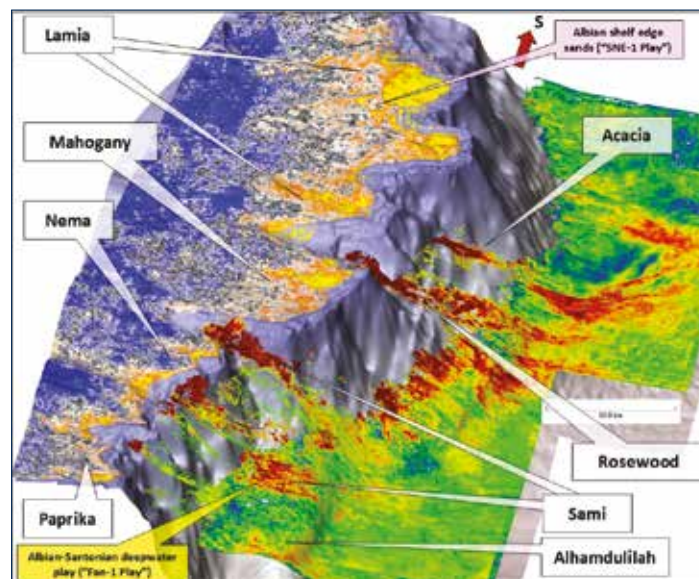 S
Lamia
Albian shelf edge
sands ("SNE-1 Play")
Mahogany
Acacia
Nema
Rosewood
Paprika
Sami
Albian-Santonian deepwater
play ("Fan-1 Play")
Alhamdulilah